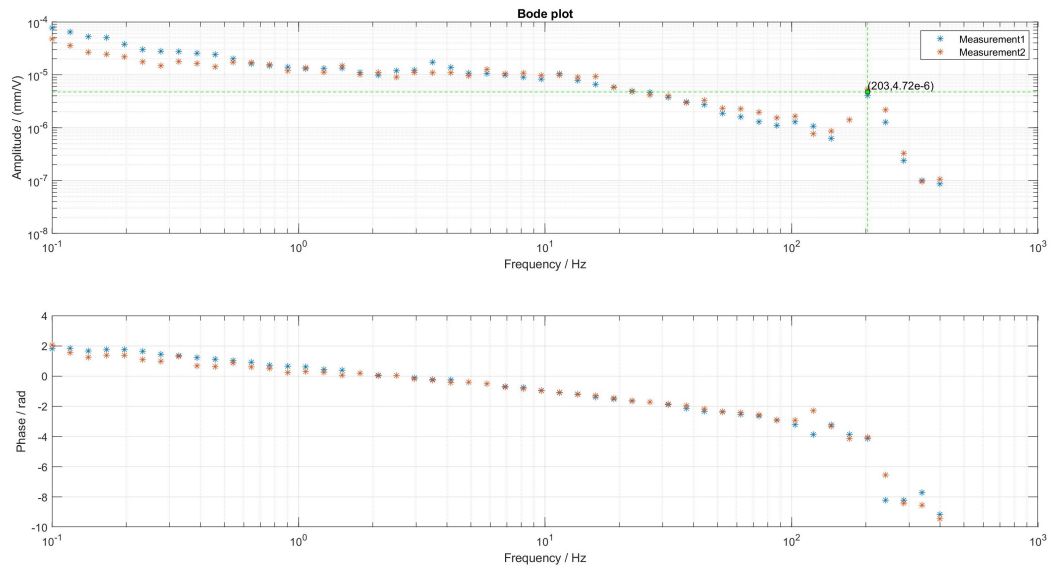 Bode plot
Measurement1
Measurement2
(203,4.72e-6)
10^-4
10^-5
10^-6
10^-7
10^-8
Amplitude / (mm/V)
10^-1
10^0
10^1
10^2
10^3
Frequency / Hz
4
2
0
-2
-4
-6
-8
-10
Phase / rad
10^-1
10^0
10^1
10^2
10^3
Frequency / Hz